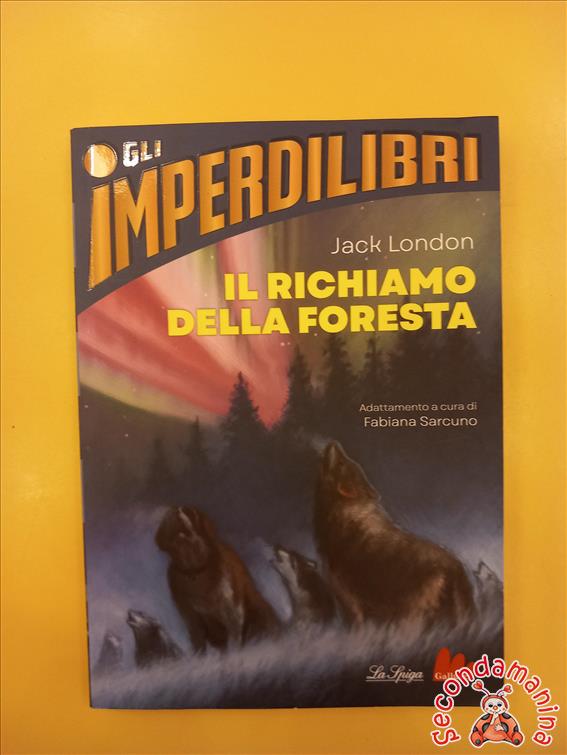 GLI
IMPERDILIBRI
Jack London
IL RICHIAMO
DELLA FORESTA
Adattamento a cura di
Fabiana Sarcuno
La Spiga
Secondamanina